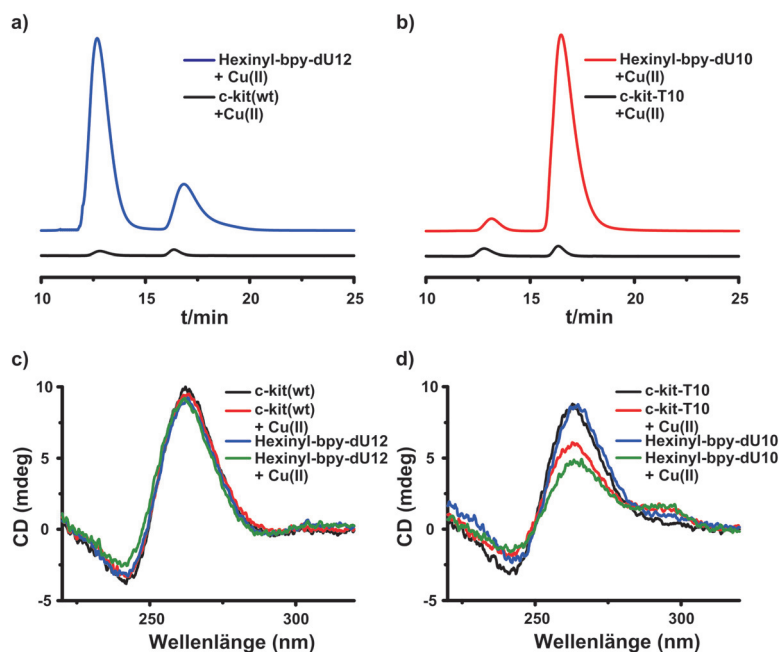 a)
Hexinyl-bpy-dU12
+ Cu(II)
c-kit(wt)
+Cu(II)
10 15 20 25
t/min
b)
Hexinyl-bpy-dU10
+Cu(II)
c-kit-T10
+Cu(II)
10 15 20 25
t/min
c)
c-kit(wt)
c-kit(wt)
+ Cu(II)
Hexinyl-bpy-dU12
Hexinyl-bpy-dU12
+ Cu(II)
10
5
0
-5
CD (mdeg)
250 300
Wellenlänge (nm)
d)
c-kit-T10
c-kit-T10
+ Cu(II)
Hexinyl-bpy-dU10
Hexinyl-bpy-dU10
+ Cu(II)
10
5
0
-5
CD (mdeg)
250 300
Wellenlänge (nm)